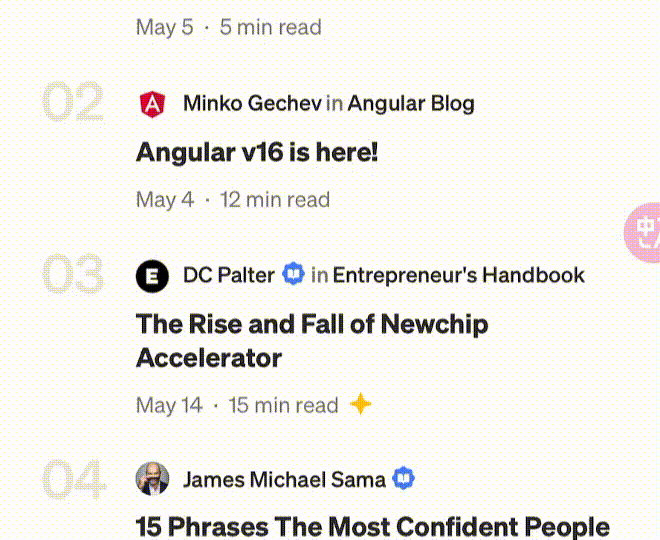 May 5 · 5 min read
02
Minko Gechev in Angular Blog
Angular v16 is here!
May 4 · 12 min read
中
03
DC Palter in Entrepreneur's Handbook
The Rise and Fall of Newchip
Accelerator
May 14 · 15 min read
04
James Michael Sama
15 Phrases The Most Confident People